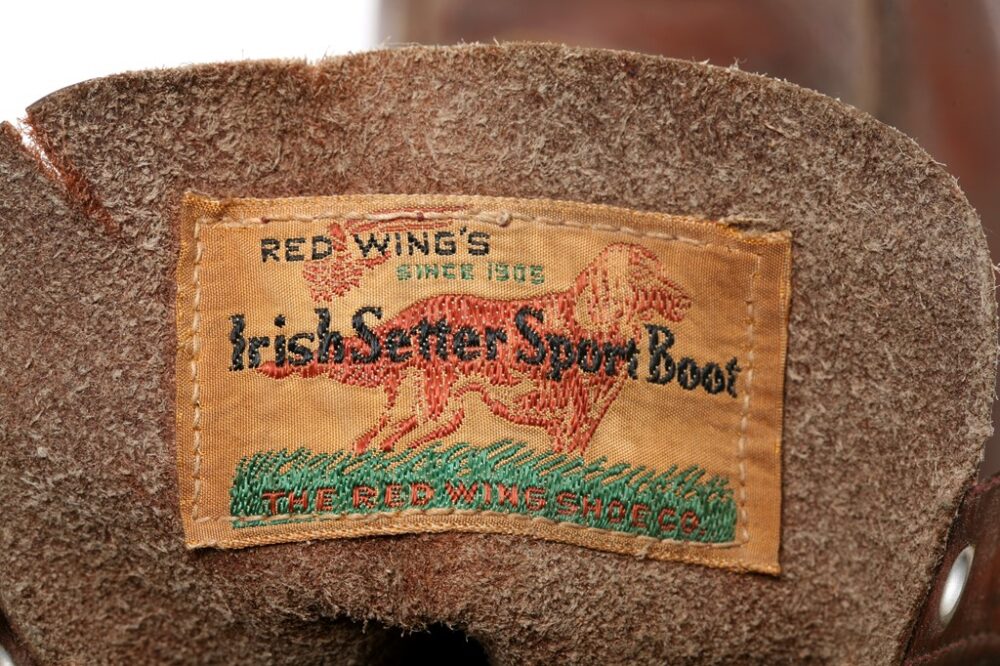 RED WING'S
SINCE 1905
Irish Setter Sport Boot
THE RED WING SHOE CO.